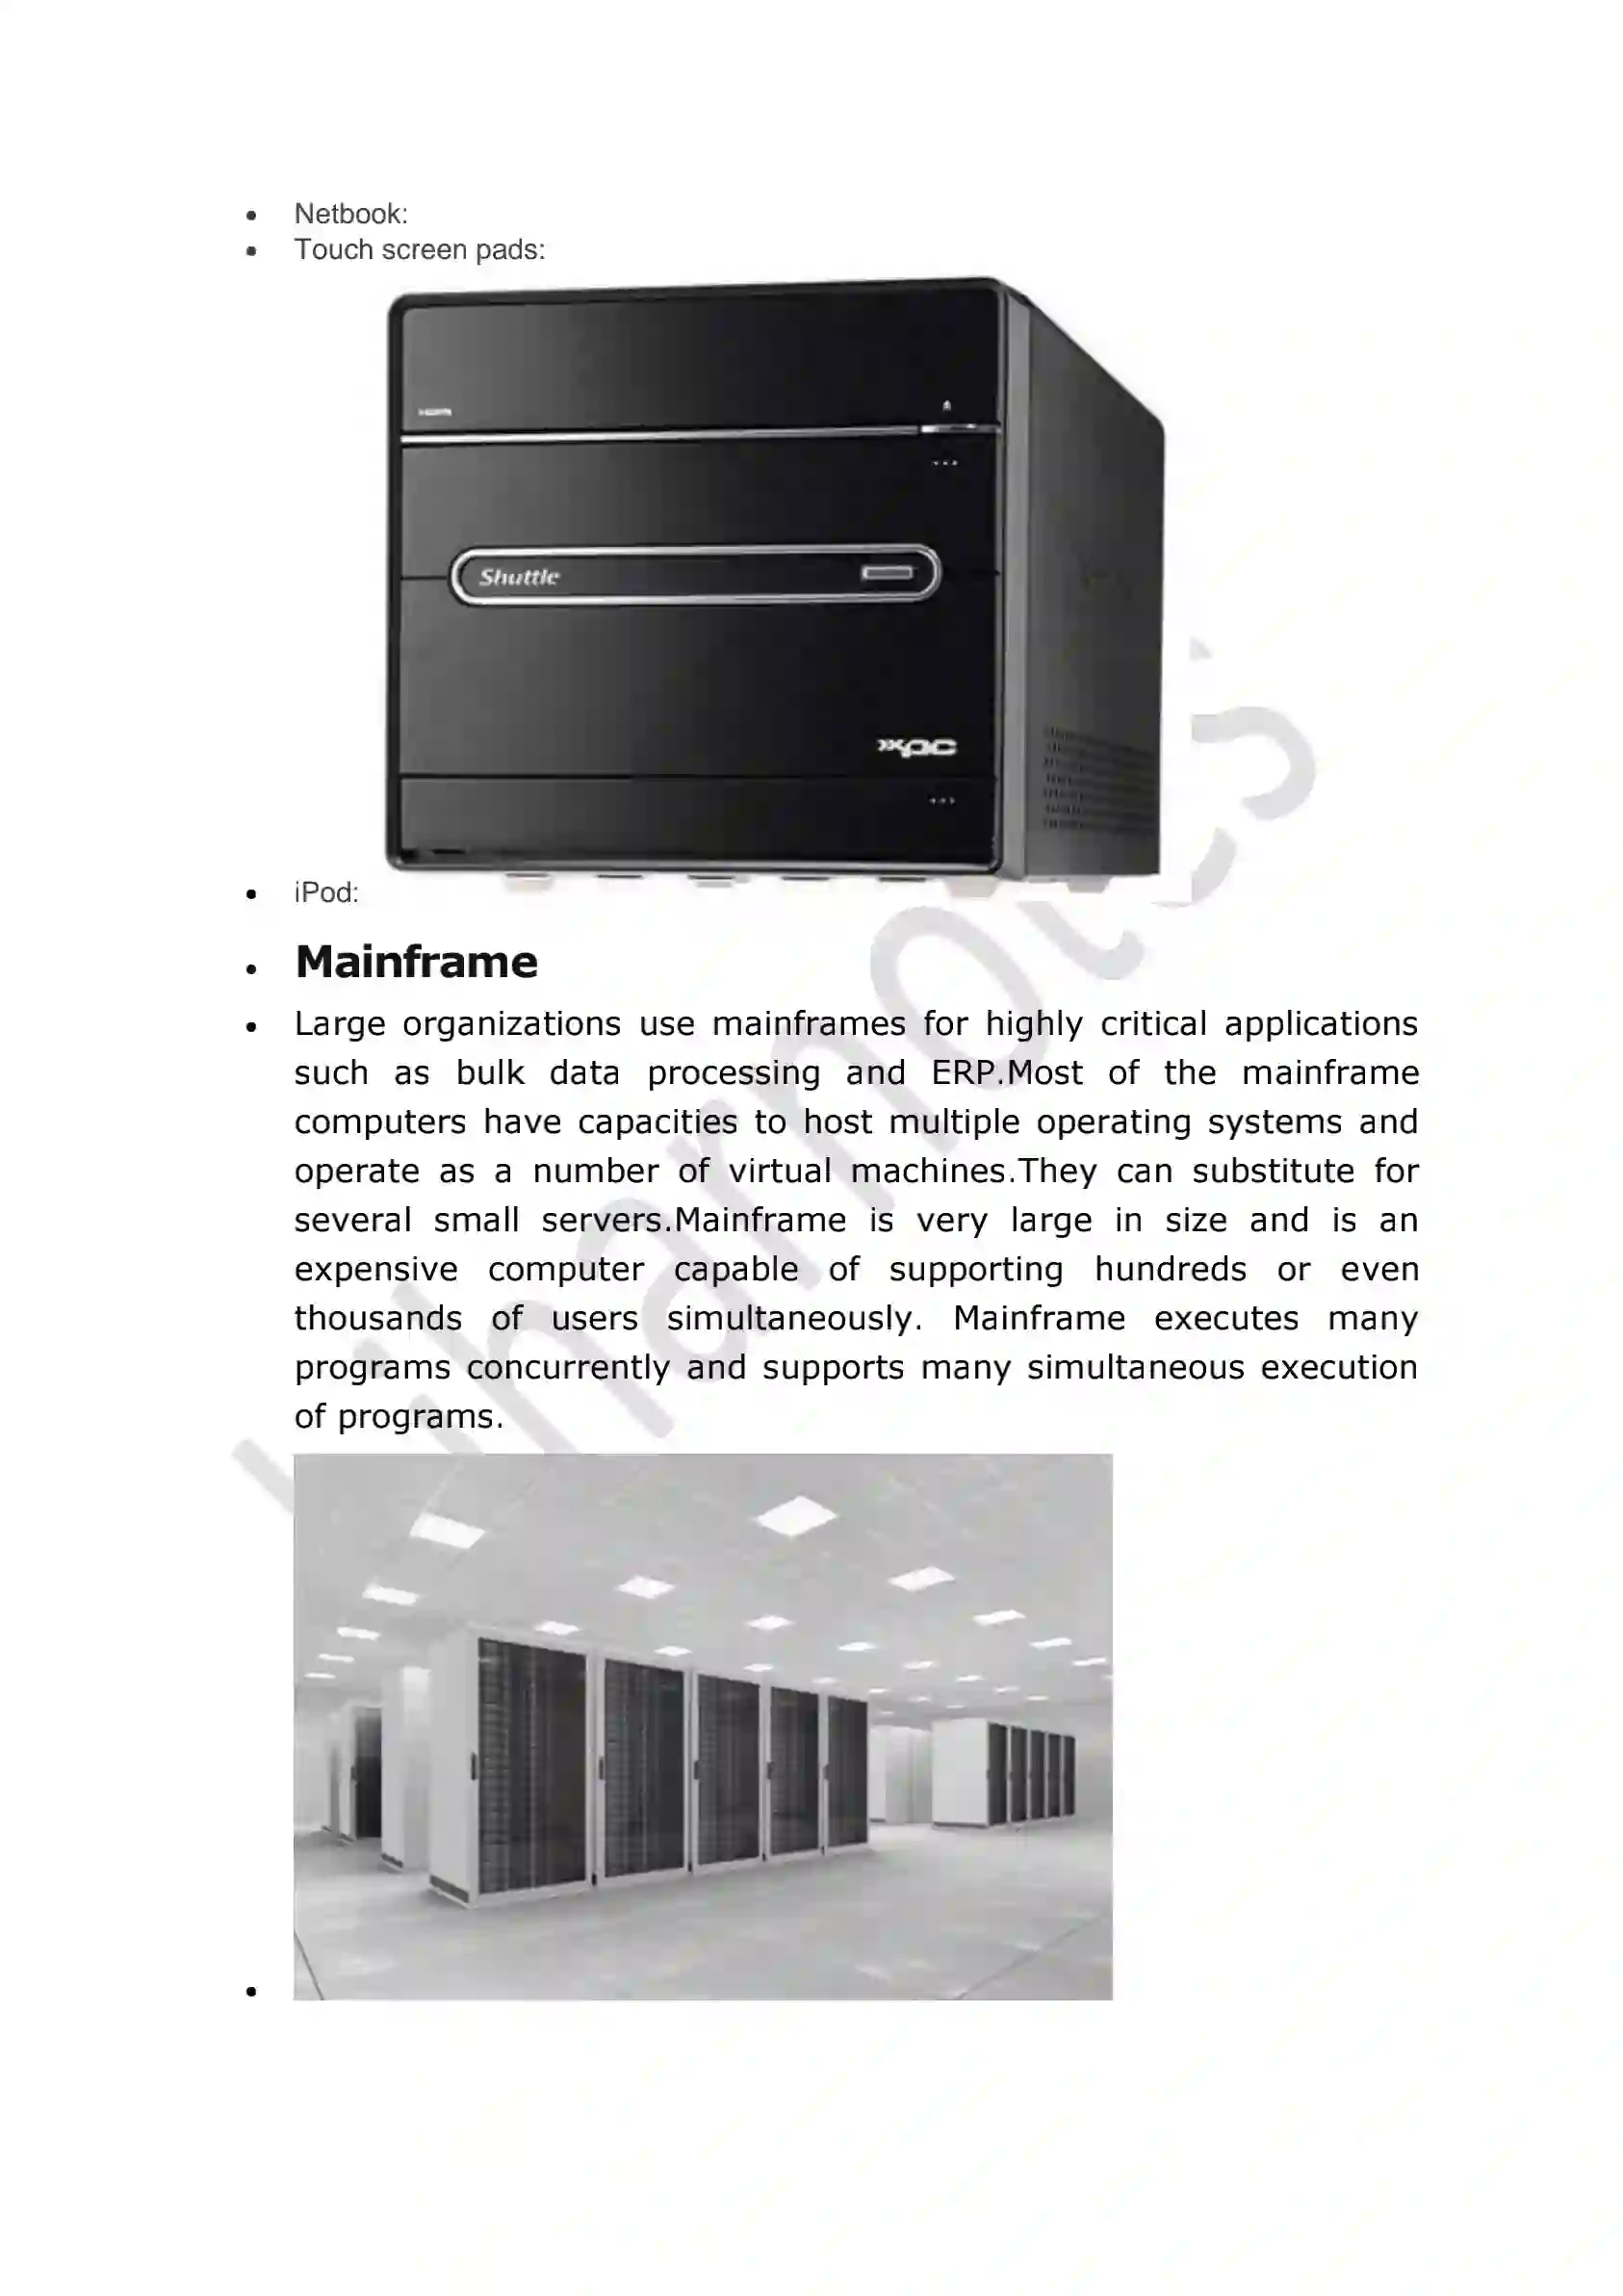 Netbook:
Touch screen pads:
HDMI
Shuttle
xpc
iPod:
Mainframe
Large organizations use mainframes for highly critical applications
such as bulk data processing and ERP.Most of the mainframe
computers have capacities to host multiple operating systems and
operate as a number of virtual machines.They can substitute for
several small servers.Mainframe is very large in size and is an
expensive computer capable of supporting hundreds or even
thousands of users simultaneously. Mainframe executes many
programs concurrently and supports many simultaneous execution
of programs.